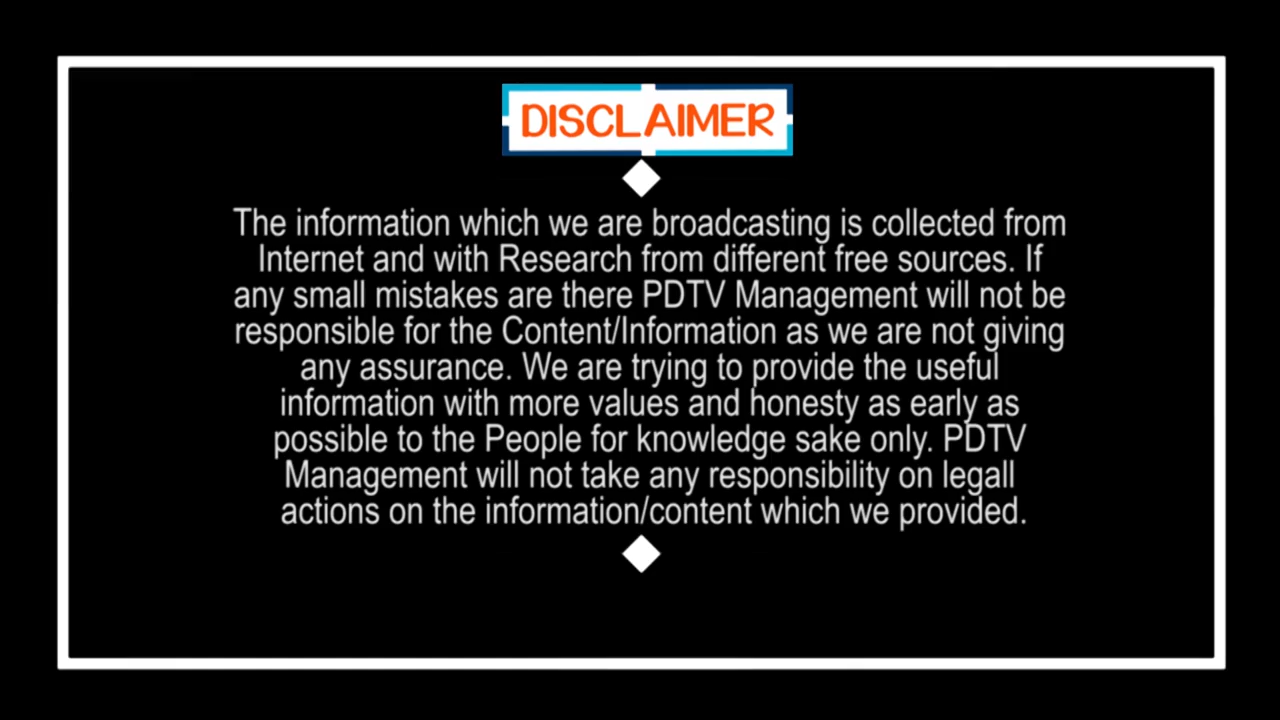 DISCLAIMER
The information which we are broadcasting is collected from
Internet and with Research from different free sources. If
any small mistakes are there PDTV Management will not be
responsible for the Content/Information as we are not giving
any assurance. We are trying to provide the useful
information with more values and honesty as early as
possible to the People for knowledge sake only. PDTV
Management will not take any responsibility on legall
actions on the information/content which we provided.